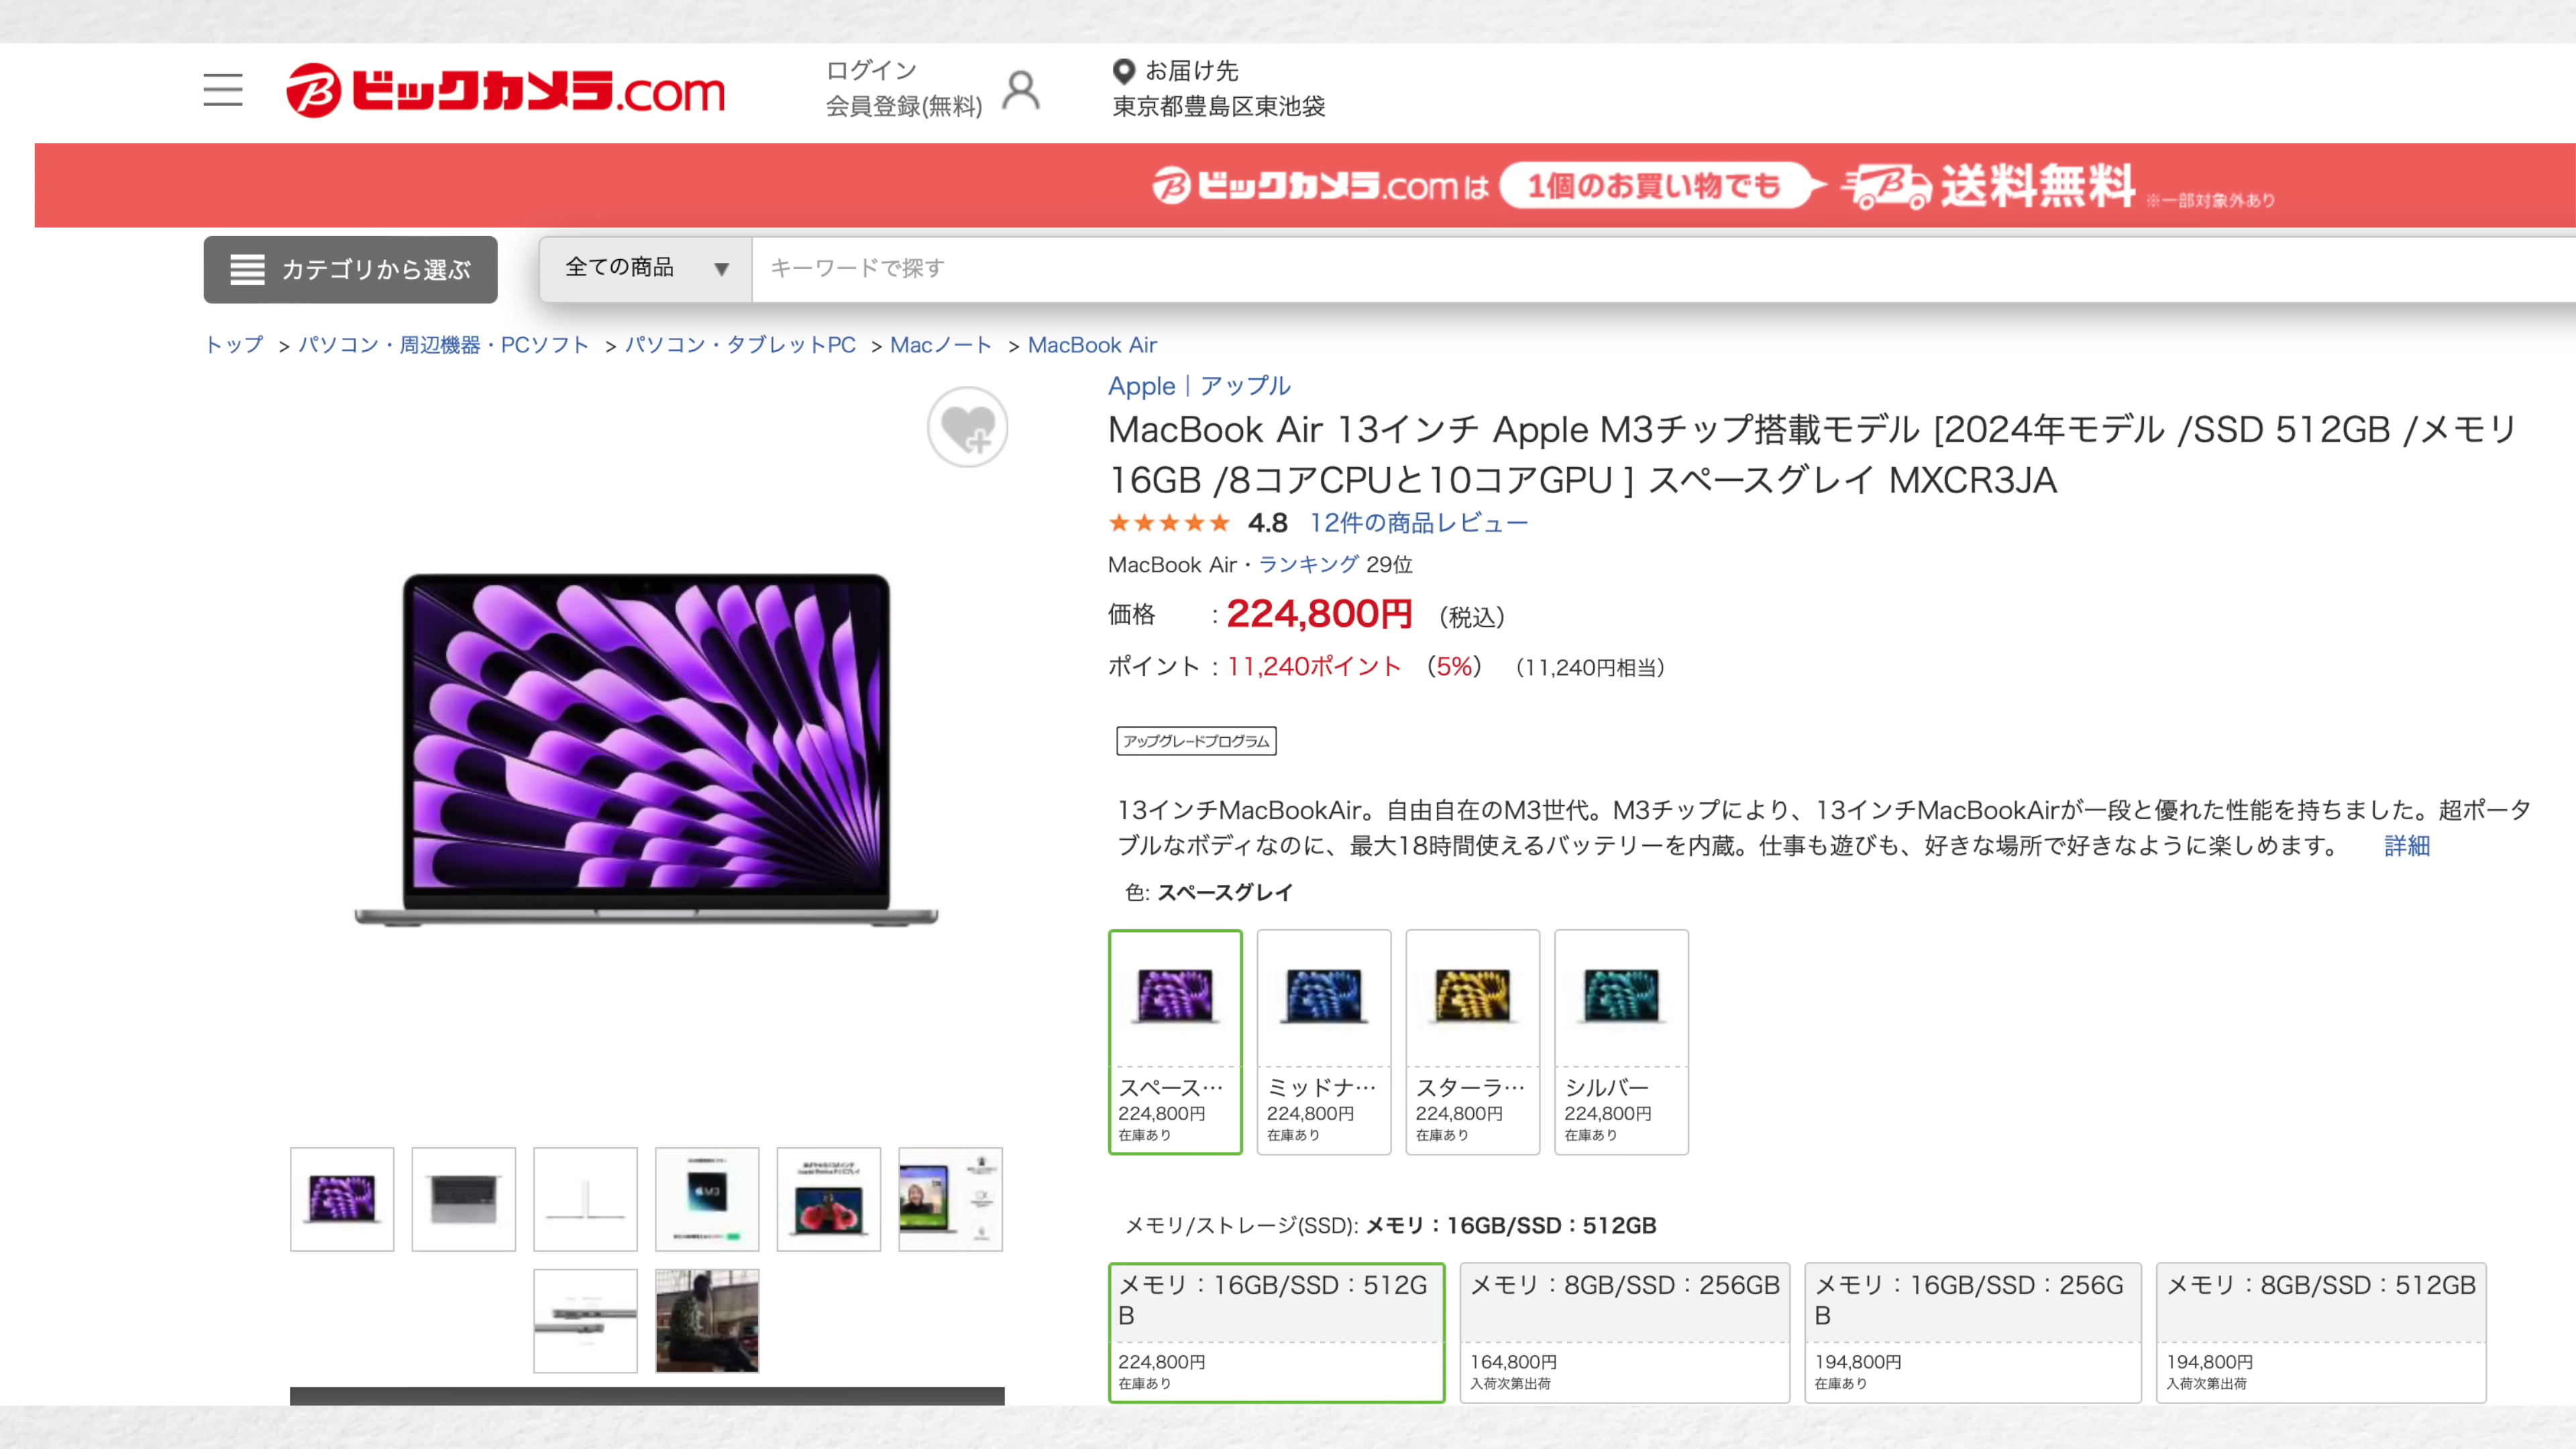 ビックカメラ.com
ログイン
会員登録(無料)
お届け先
東京都豊島区東池袋
ビックカメラ.comは 1個のお買い物でも 送料無料 ※一部対象外あり
カテゴリから選ぶ
全ての商品 ▼ キーワードで探す
トップ > パソコン・周辺機器・PCソフト > パソコン・タブレットPC > Macノート > MacBook Air
Apple｜アップル
MacBook Air 13インチ Apple M3チップ搭載モデル [2024年モデル /SSD 512GB /メモリ
16GB /8コアCPUと10コアGPU ] スペースグレイ MXCR3JA
★★★★★ 4.8 12件の商品レビュー
MacBook Air・ランキング 29位
価格 : 224,800円 （税込）
ポイント : 11,240ポイント （5%） （11,240円相当）
アップグレードプログラム
13インチMacBookAir。自由自在のM3世代。M3チップにより、13インチMacBookAirが一段と優れた性能を持ちました。超ポータ
ブルなボディなのに、最大18時間使えるバッテリーを内蔵。仕事も遊びも、好きな場所で好きなように楽しめます。 詳細
色: スペースグレイ
スペース…
224,800円
在庫あり
ミッドナ…
224,800円
在庫あり
スターラ…
224,800円
在庫あり
シルバー
224,800円
在庫あり
M3
メモリ/ストレージ(SSD): メモリ：16GB/SSD：512GB
メモリ：16GB/SSD：512G
B
224,800円
在庫あり
メモリ：8GB/SSD：256GB
164,800円
入荷次第出荷
メモリ：16GB/SSD：256G
B
194,800円
在庫あり
メモリ：8GB/SSD：512GB
194,800円
入荷次第出荷